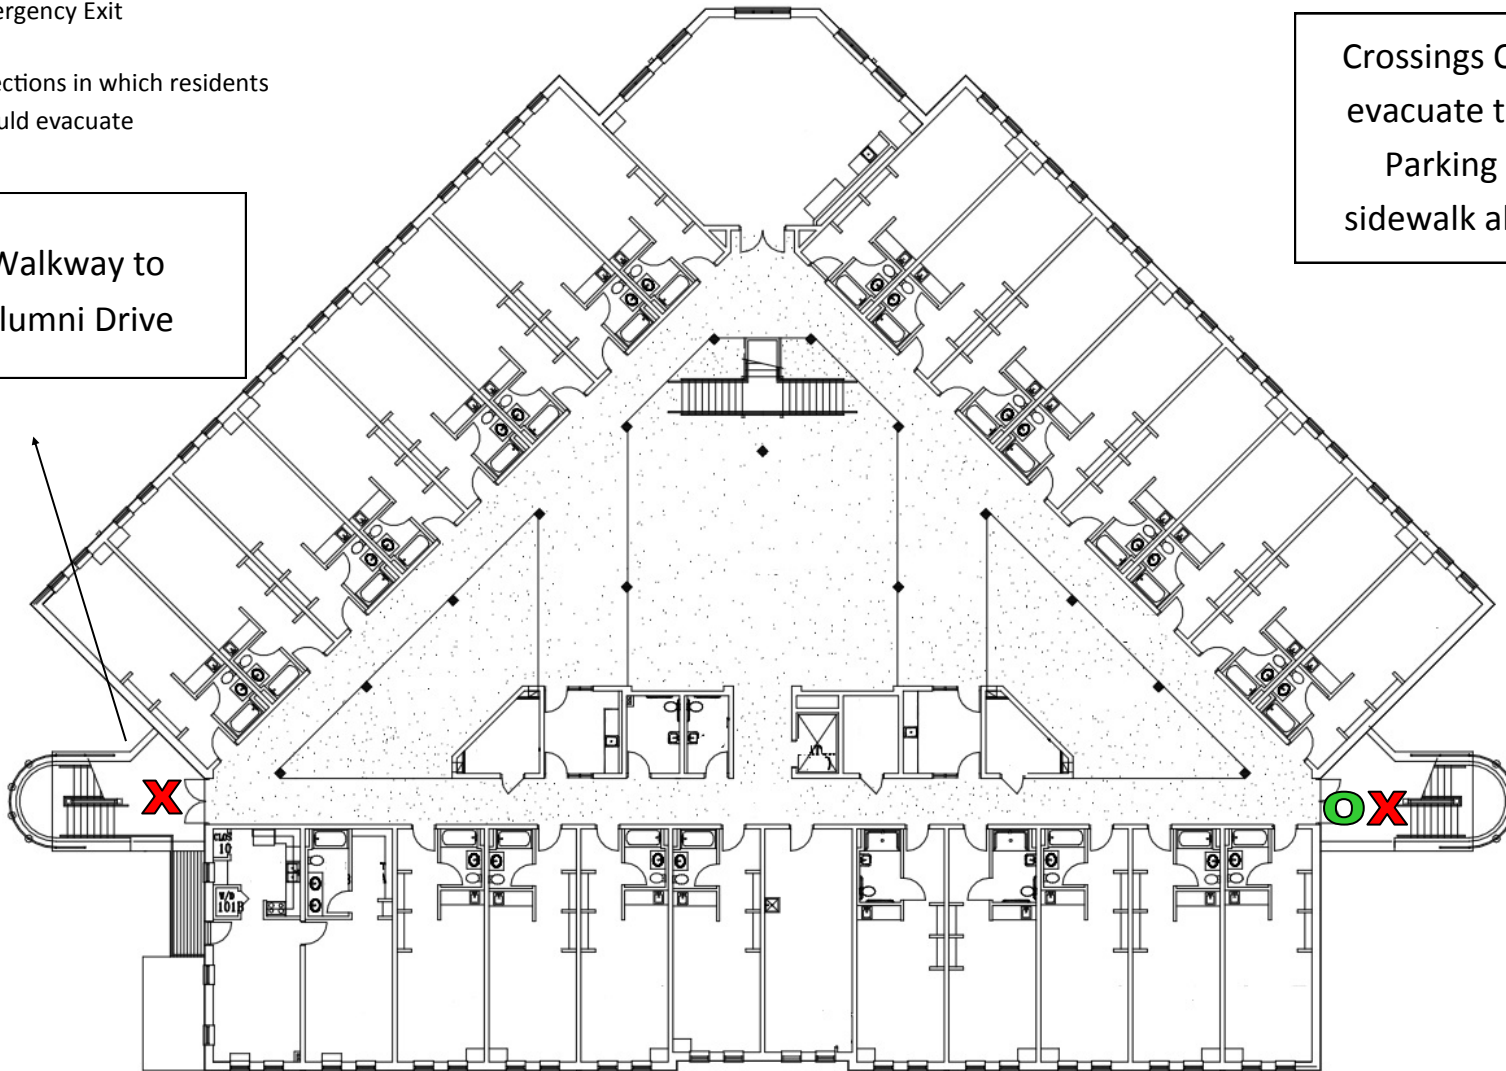 ergency Exit
ections in which residents
uld evacuate
Walkway to
lumni Drive
Crossings
evacuate t
Parking
sidewalk al
X
O X
CLOS
10
W/D
101B